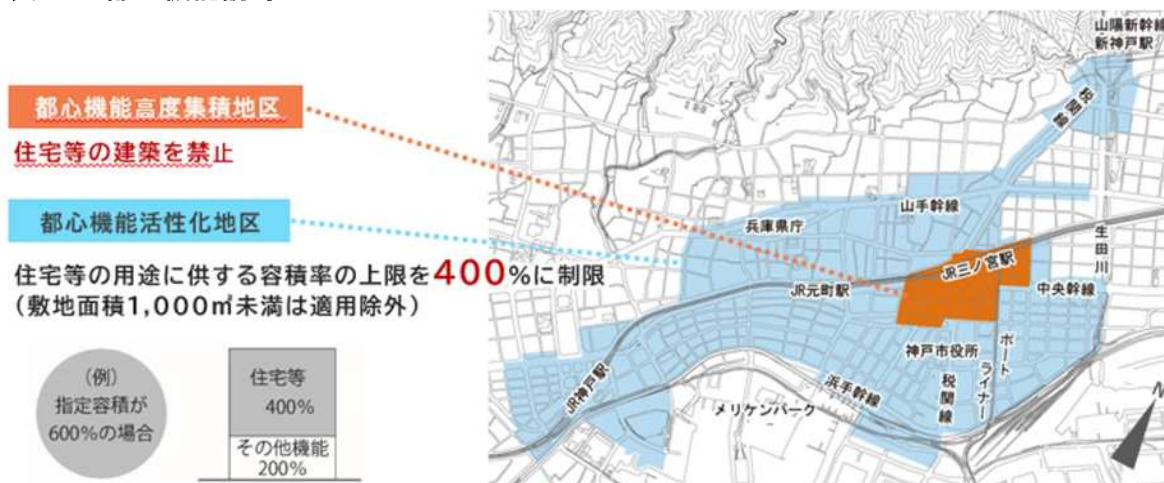 都心機能高度集積地区
住宅等の建築を禁止
都心機能活性化地区
住宅等の用途に供する容積率の上限を400%に制限
(敷地面積1,000㎡未満は適用除外)
(例)
指定容積が
600%の場合
住宅等
400%
その他機能
200%
山陽新幹線
新神戸駅
税関線
山手幹線
兵庫県庁
生田川
JR三ノ宮駅
JR元町駅
中央幹線
神戸市役所
ポートライナー
税関線
浜手幹線
JR神戸駅
メリケンパーク
N